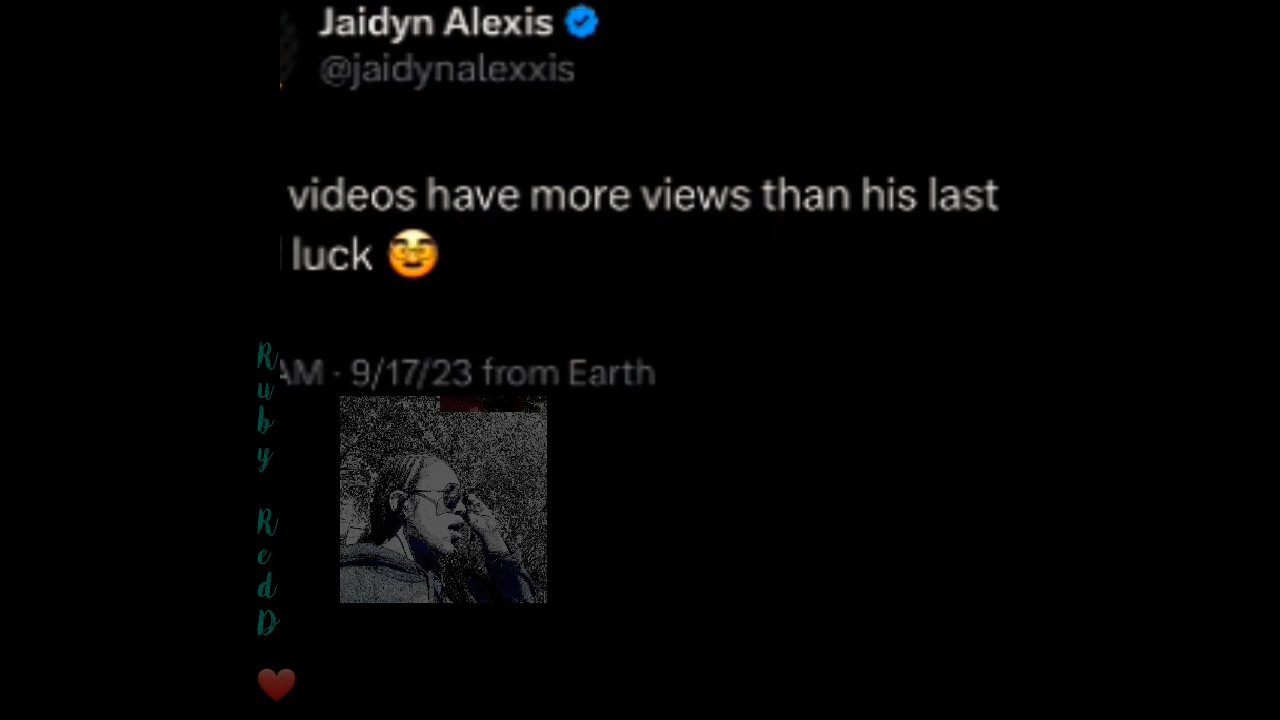 Jaidyn Alexis
@jaidynalexxis
videos have more views than his last
luck 😊
AM · 9/17/23 from Earth
Ruby RedD ❤️